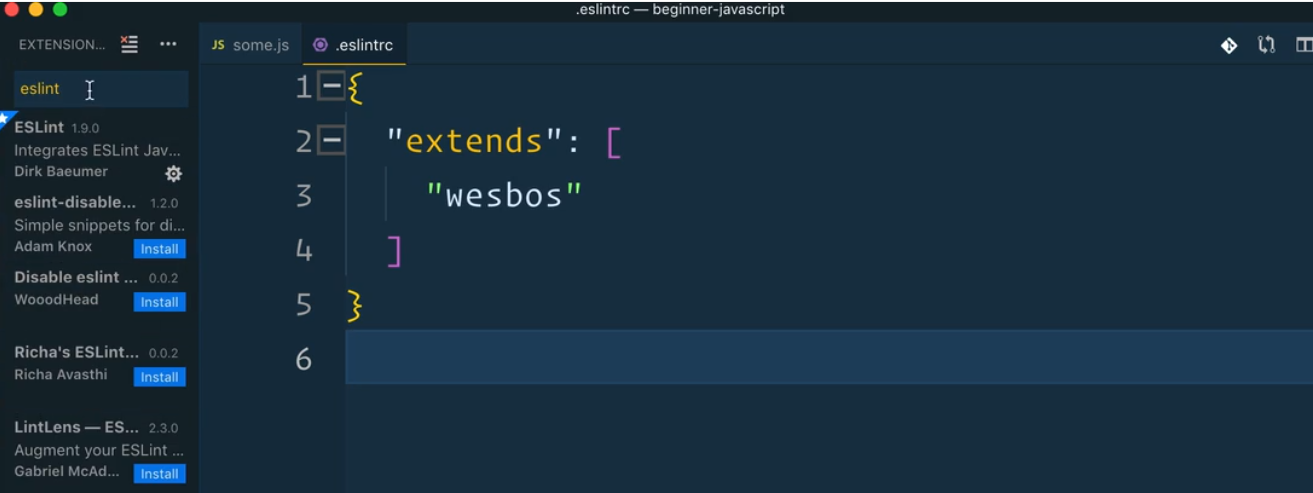 .eslintrc — beginner-javascript
EXTENSION...
JS some.js
.eslintrc
eslint
ESLint 1.9.0
Integrates ESLint Jav...
Dirk Baeumer
eslint-disable... 1.2.0
Simple snippets for di...
Adam Knox Install
Disable eslint ... 0.0.2
WooodHead Install
Richa's ESLint... 0.0.2
Richa Avasthi Install
LintLens — ES... 2.3.0
Augment your ESLint ...
Gabriel McAd... Install
1 {
2 "extends": [
3 "wesbos"
4 ]
5 }
6